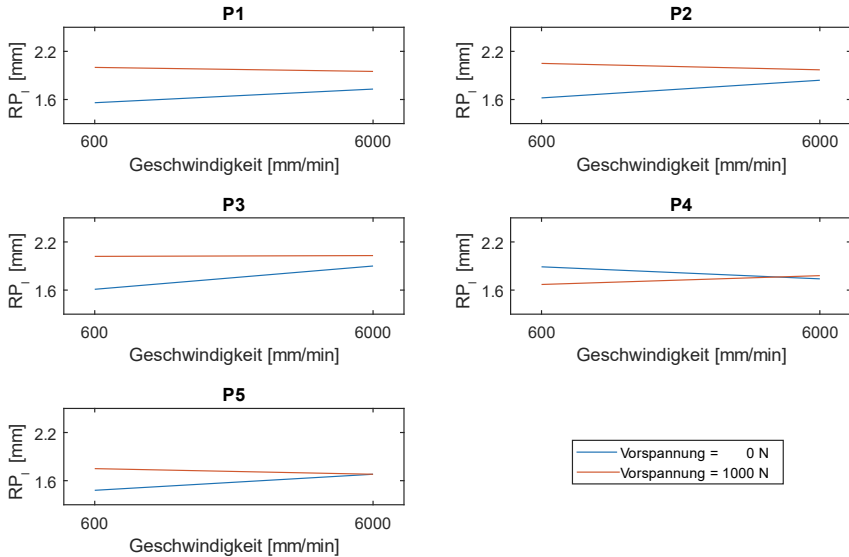 P1
2.2
1.6
RP_l [mm]
600 6000
Geschwindigkeit [mm/min]
P2
2.2
1.6
RP_l [mm]
600 6000
Geschwindigkeit [mm/min]
P3
2.2
1.6
RP_l [mm]
600 6000
Geschwindigkeit [mm/min]
P4
2.2
1.6
RP_l [mm]
600 6000
Geschwindigkeit [mm/min]
P5
2.2
1.6
RP_l [mm]
600 6000
Geschwindigkeit [mm/min]
Vorspannung = 0 N
Vorspannung = 1000 N